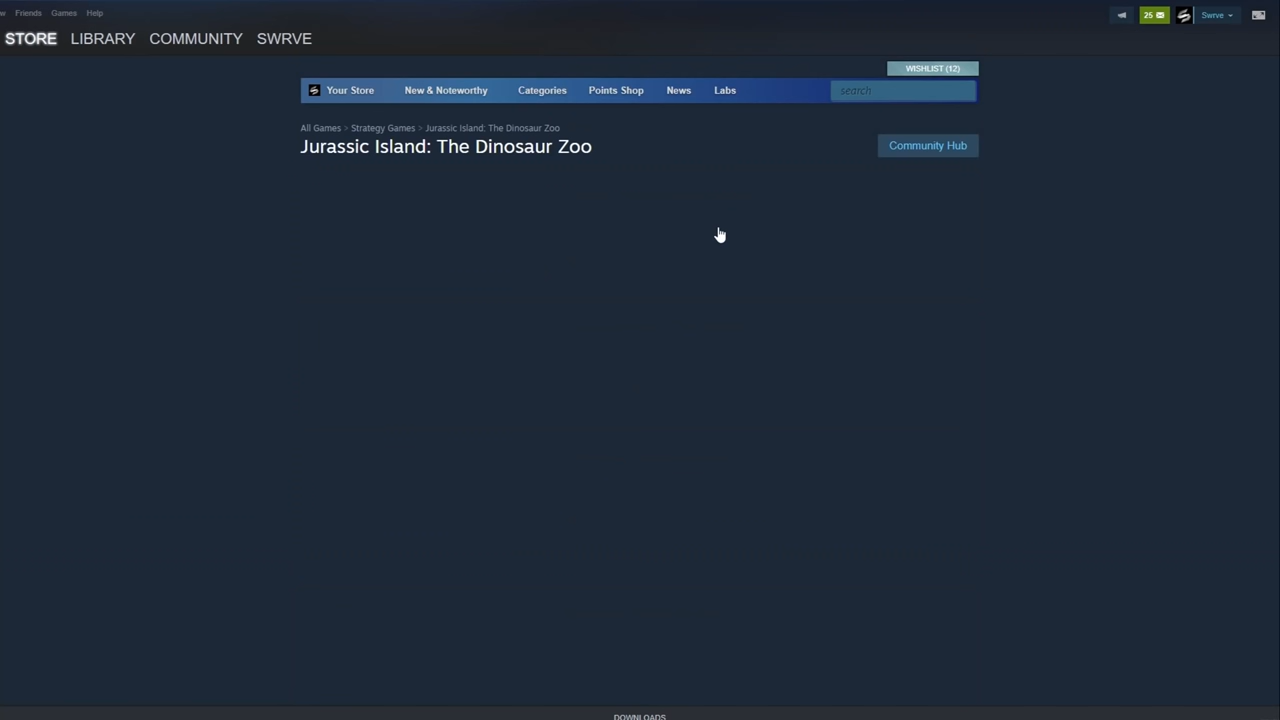 Friends Games Help
25 Swrve
STORE LIBRARY COMMUNITY SWRVE
WISHLIST (12)
Your Store New & Noteworthy Categories Points Shop News Labs search
All Games > Strategy Games > Jurassic Island: The Dinosaur Zoo
Jurassic Island: The Dinosaur Zoo
Community Hub
DOWNLOADS